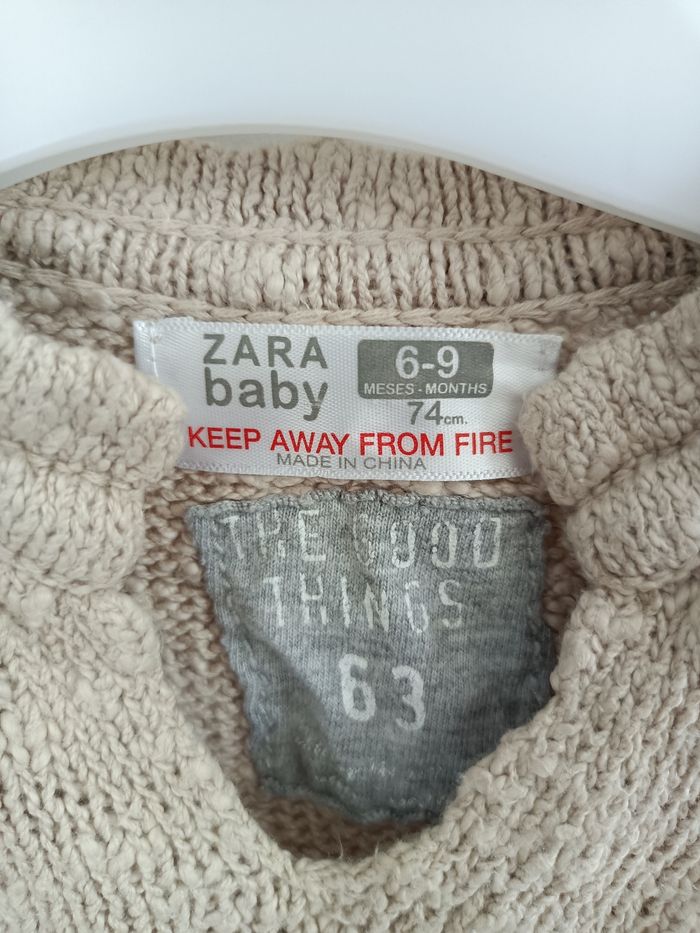 ZARA
baby
6-9
MESES - MONTHS
74cm.
KEEP AWAY FROM FIRE
MADE IN CHINA
THE GOOD
THINGS
63